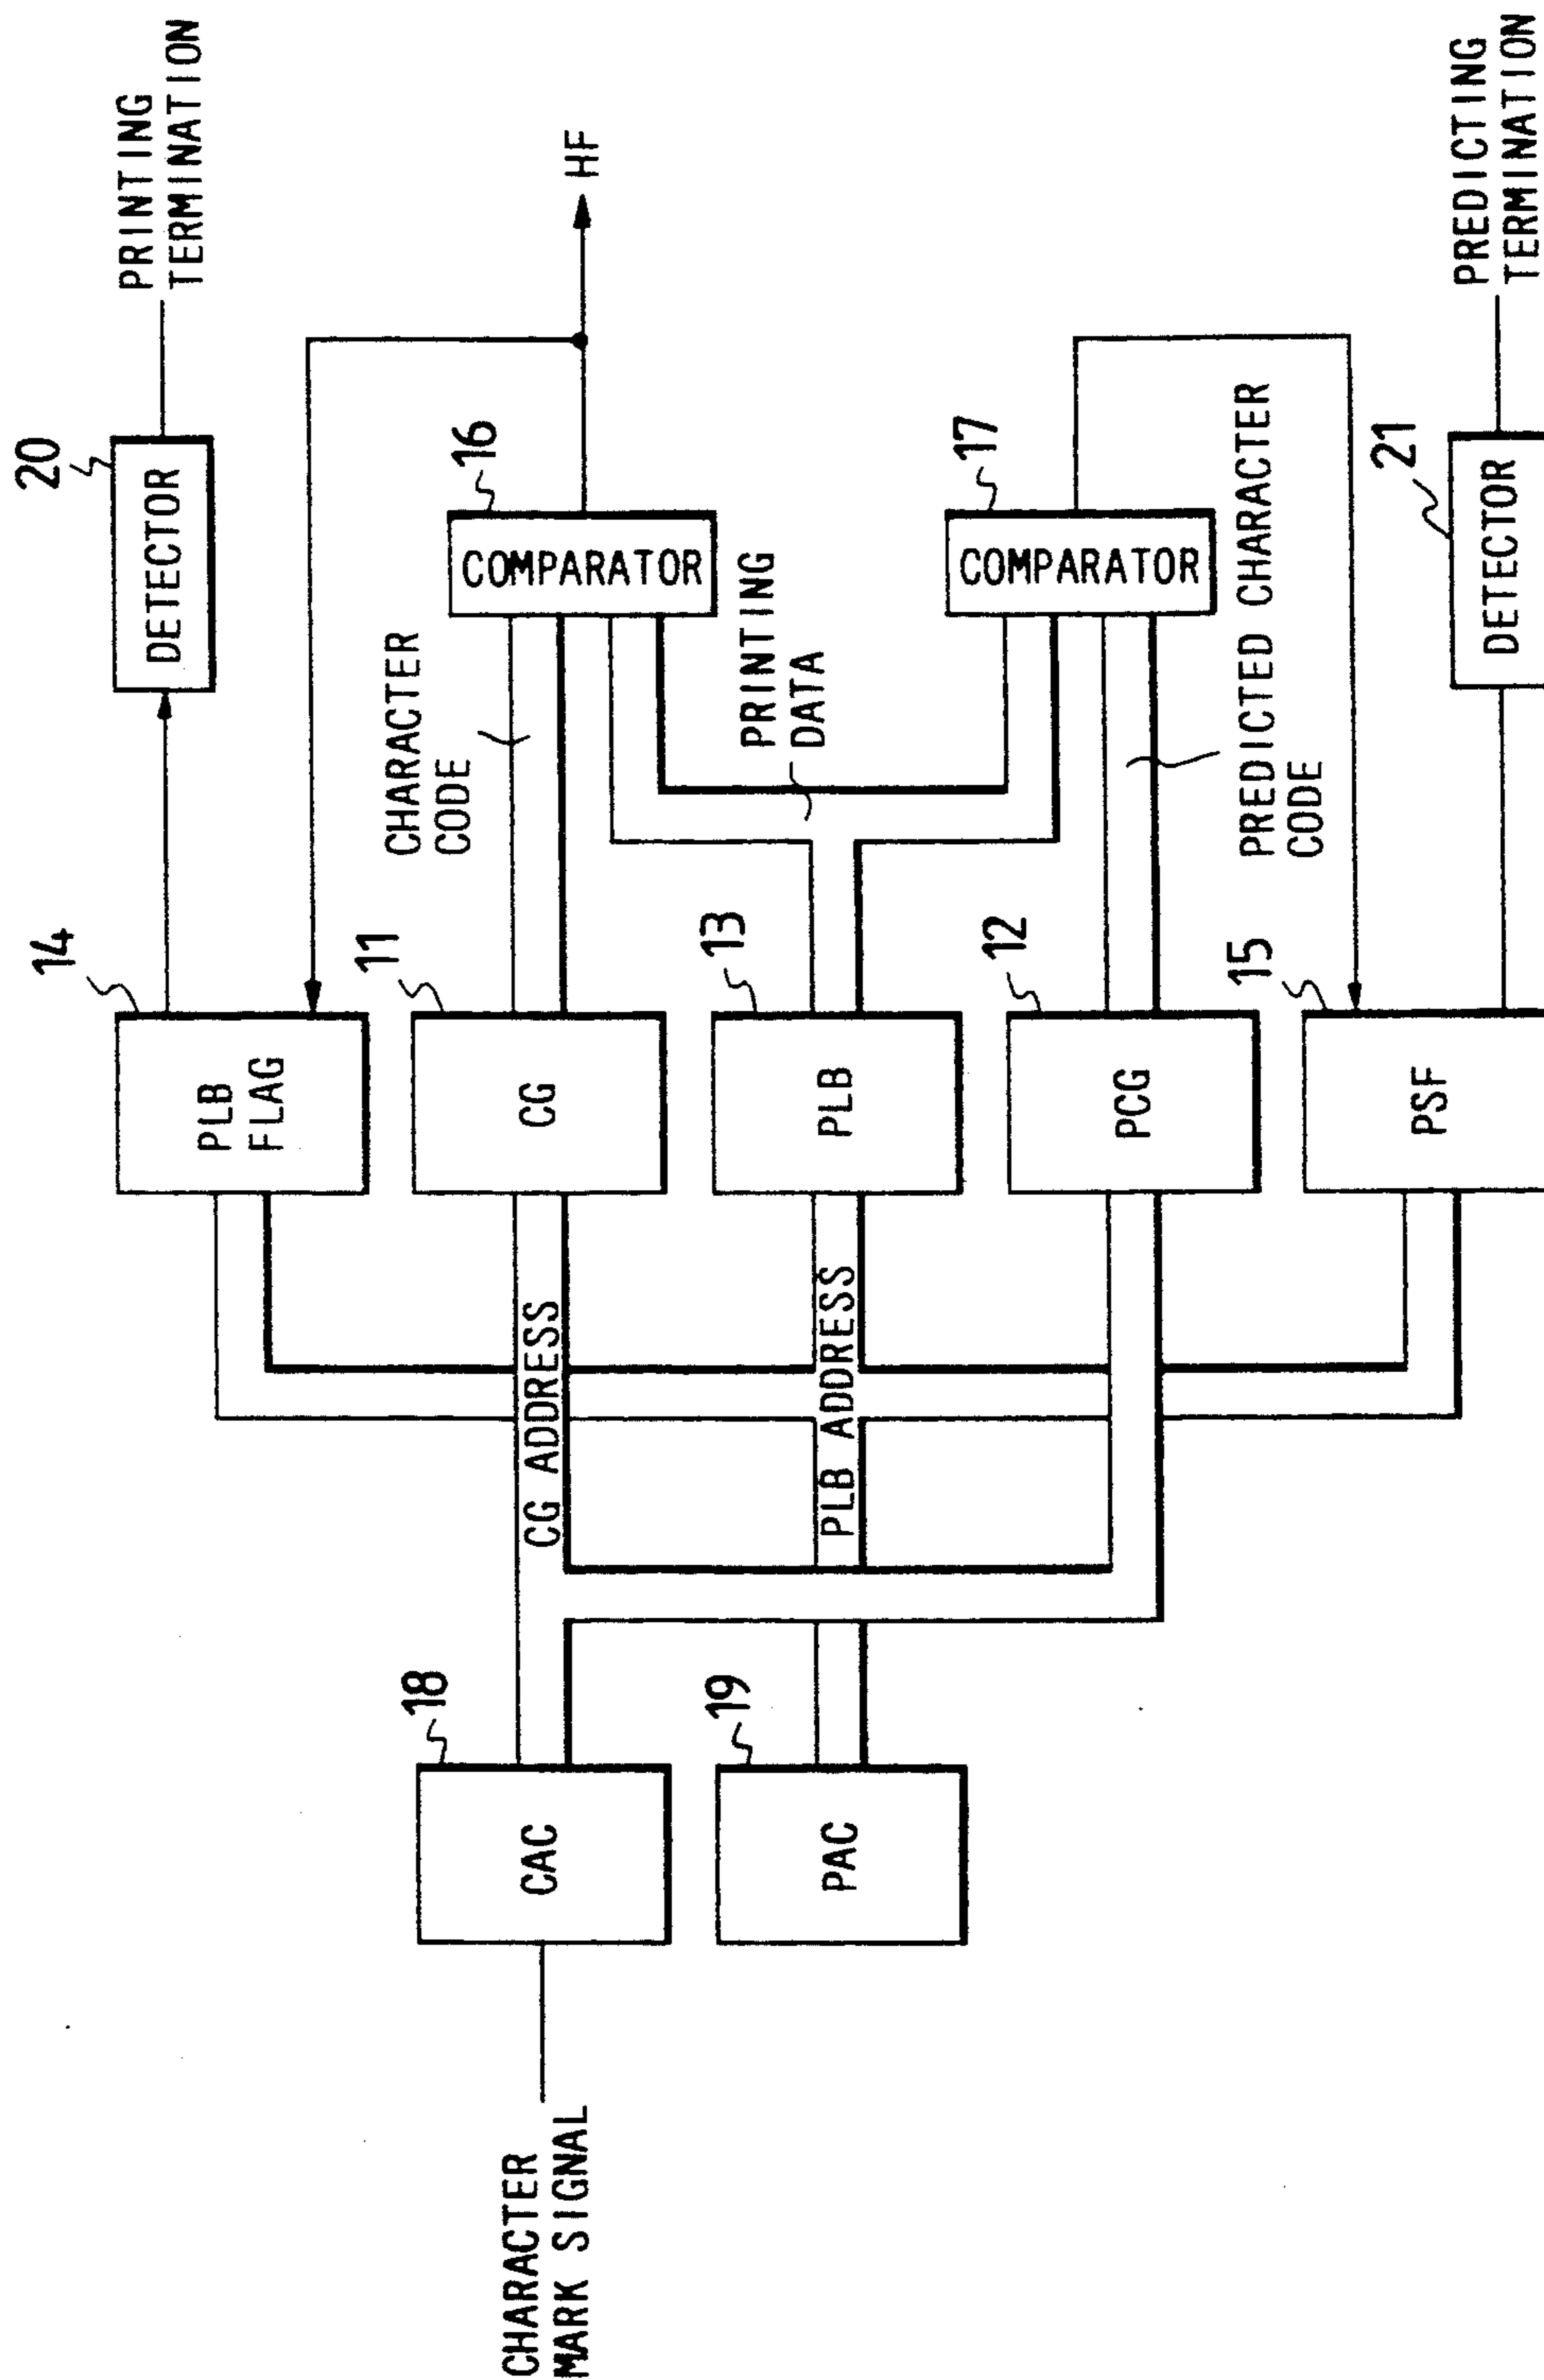 20
DETECTOR
PRINTING
TERMINATION
14
PLB
FLAG
16
COMPARATOR
HF
CHARACTER
CODE
11
CG
18
CAC
CG ADDRESS
CHARACTER
MARK SIGNAL
PRINTING
DATA
13
PLB
PLB ADDRESS
19
PAC
17
COMPARATOR
12
PCG
PREDICTED CHARACTER
CODE
15
PSF
21
DETECTOR
PREDICTING
TERMINATION